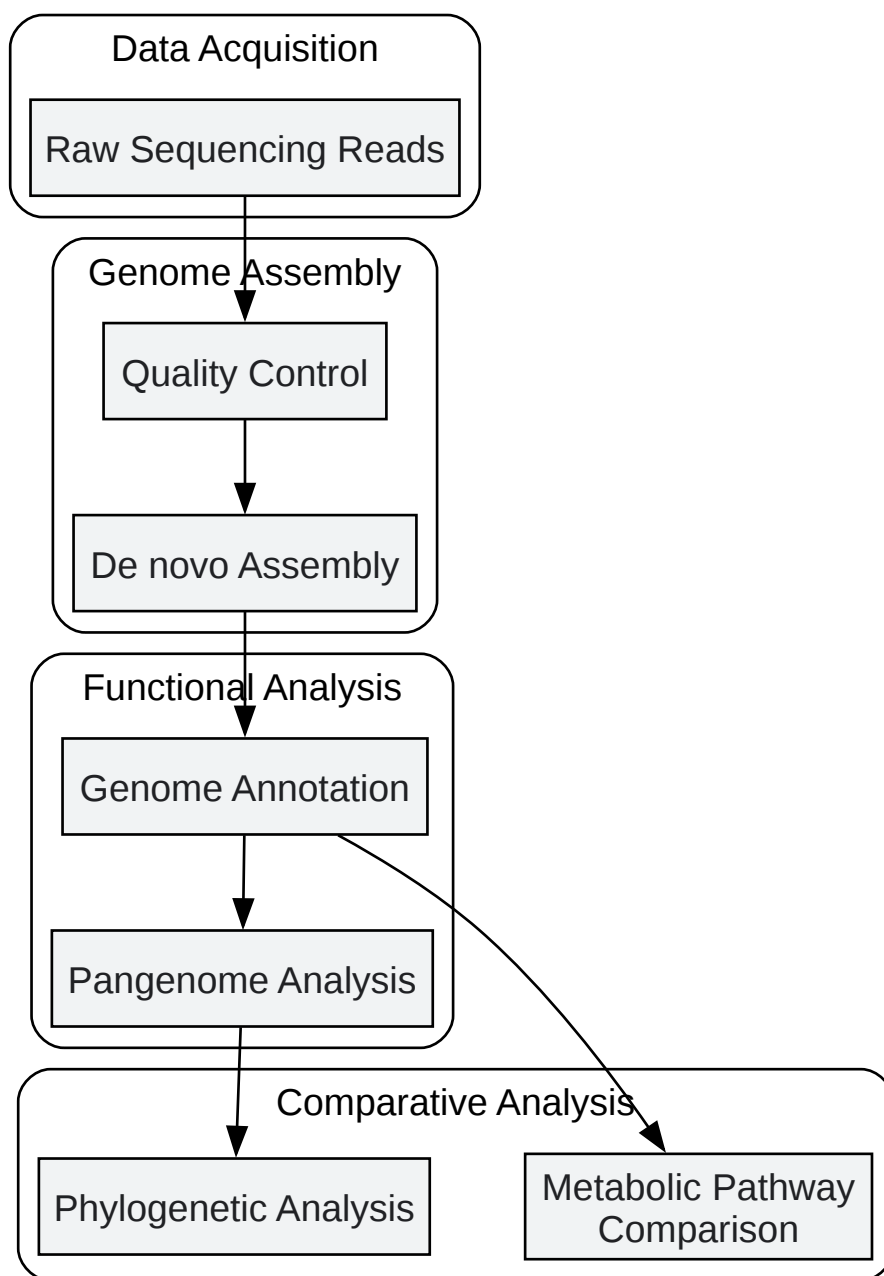 Data Acquisition
Raw Sequencing Reads
Genome Assembly
Quality Control
De novo Assembly
Functional Analysis
Genome Annotation
Pangenome Analysis
Comparative Analysis
Phylogenetic Analysis
Metabolic Pathway
Comparison